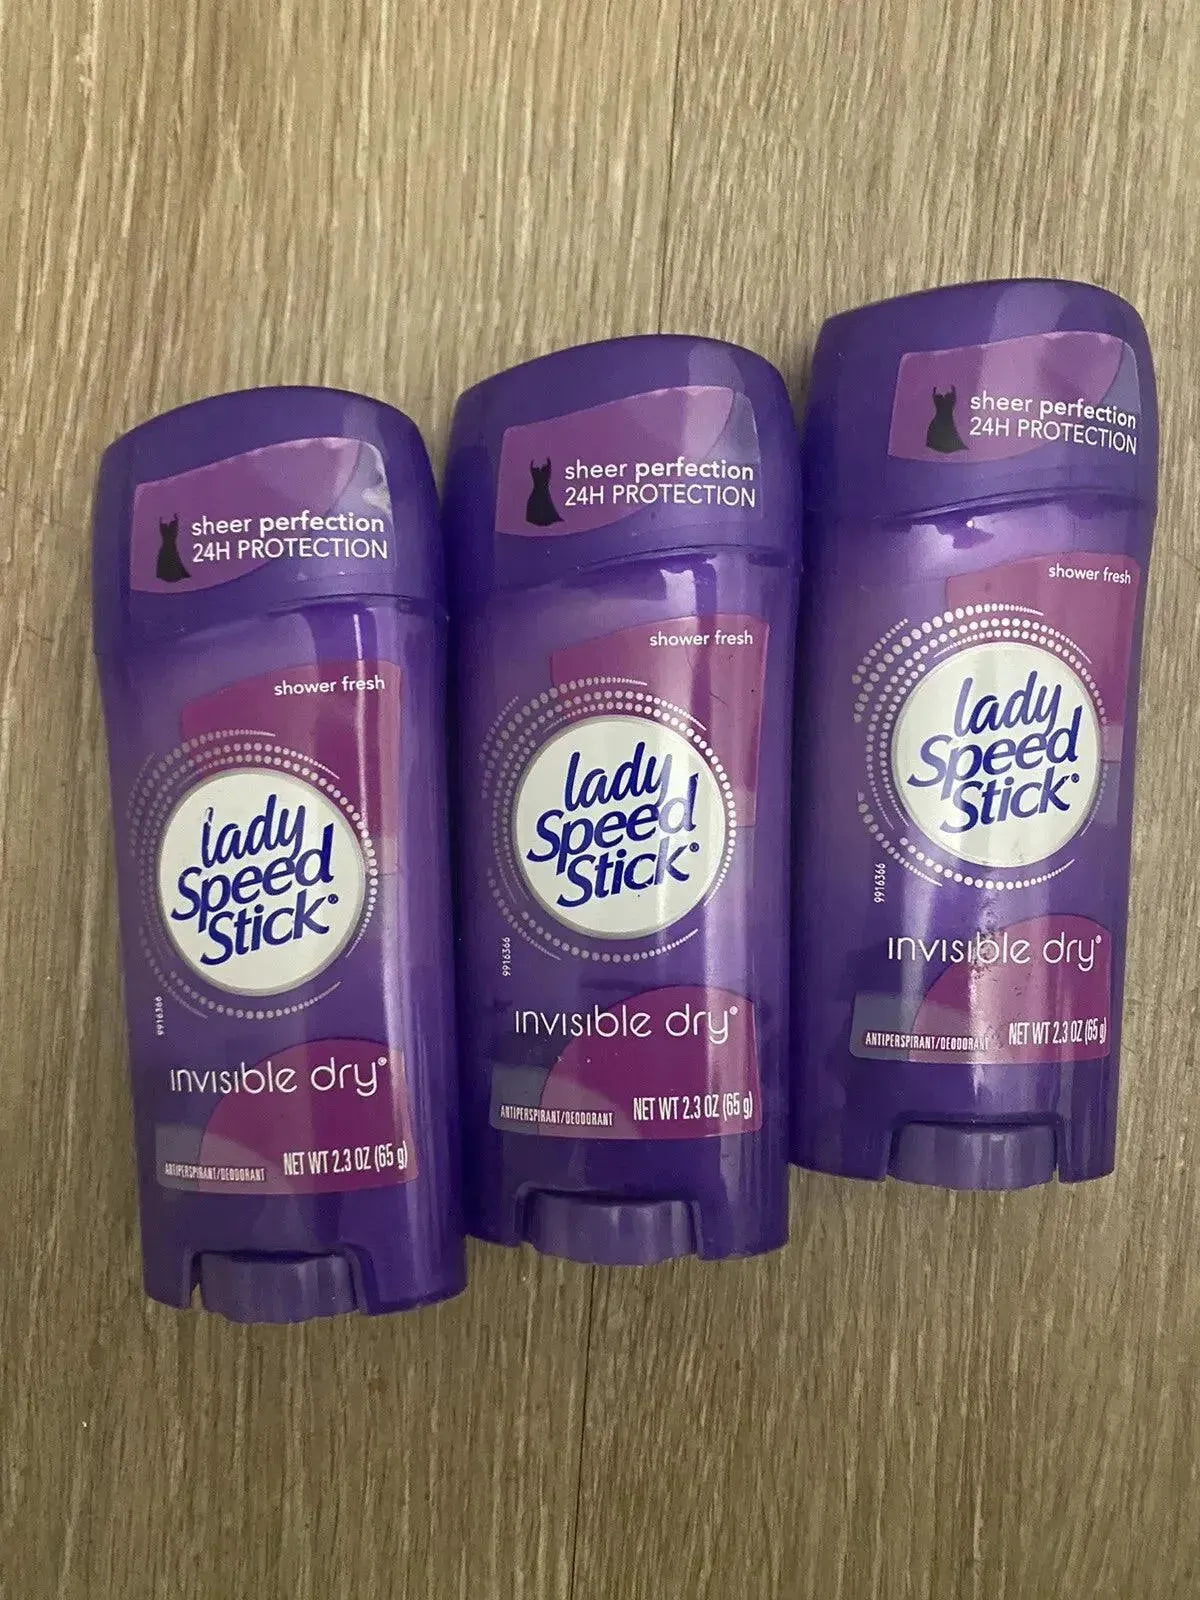 sheer perfection
24H PROTECTION
shower fresh
lady
Speed
Stick®
9916366
invisible dry®
ANTIPERSPIRANT/DEODORANT
NET WT 2.3 OZ (65 g)
sheer perfection
24H PROTECTION
shower fresh
lady
Speed
Stick®
9916366
invisible dry®
ANTIPERSPIRANT/DEODORANT
NET WT 2.3 OZ (65 g)
sheer perfection
24H PROTECTION
shower fresh
lady
Speed
Stick®
9916366
invisible dry®
ANTIPERSPIRANT/DEODORANT
NET WT 2.3 OZ (65 g)